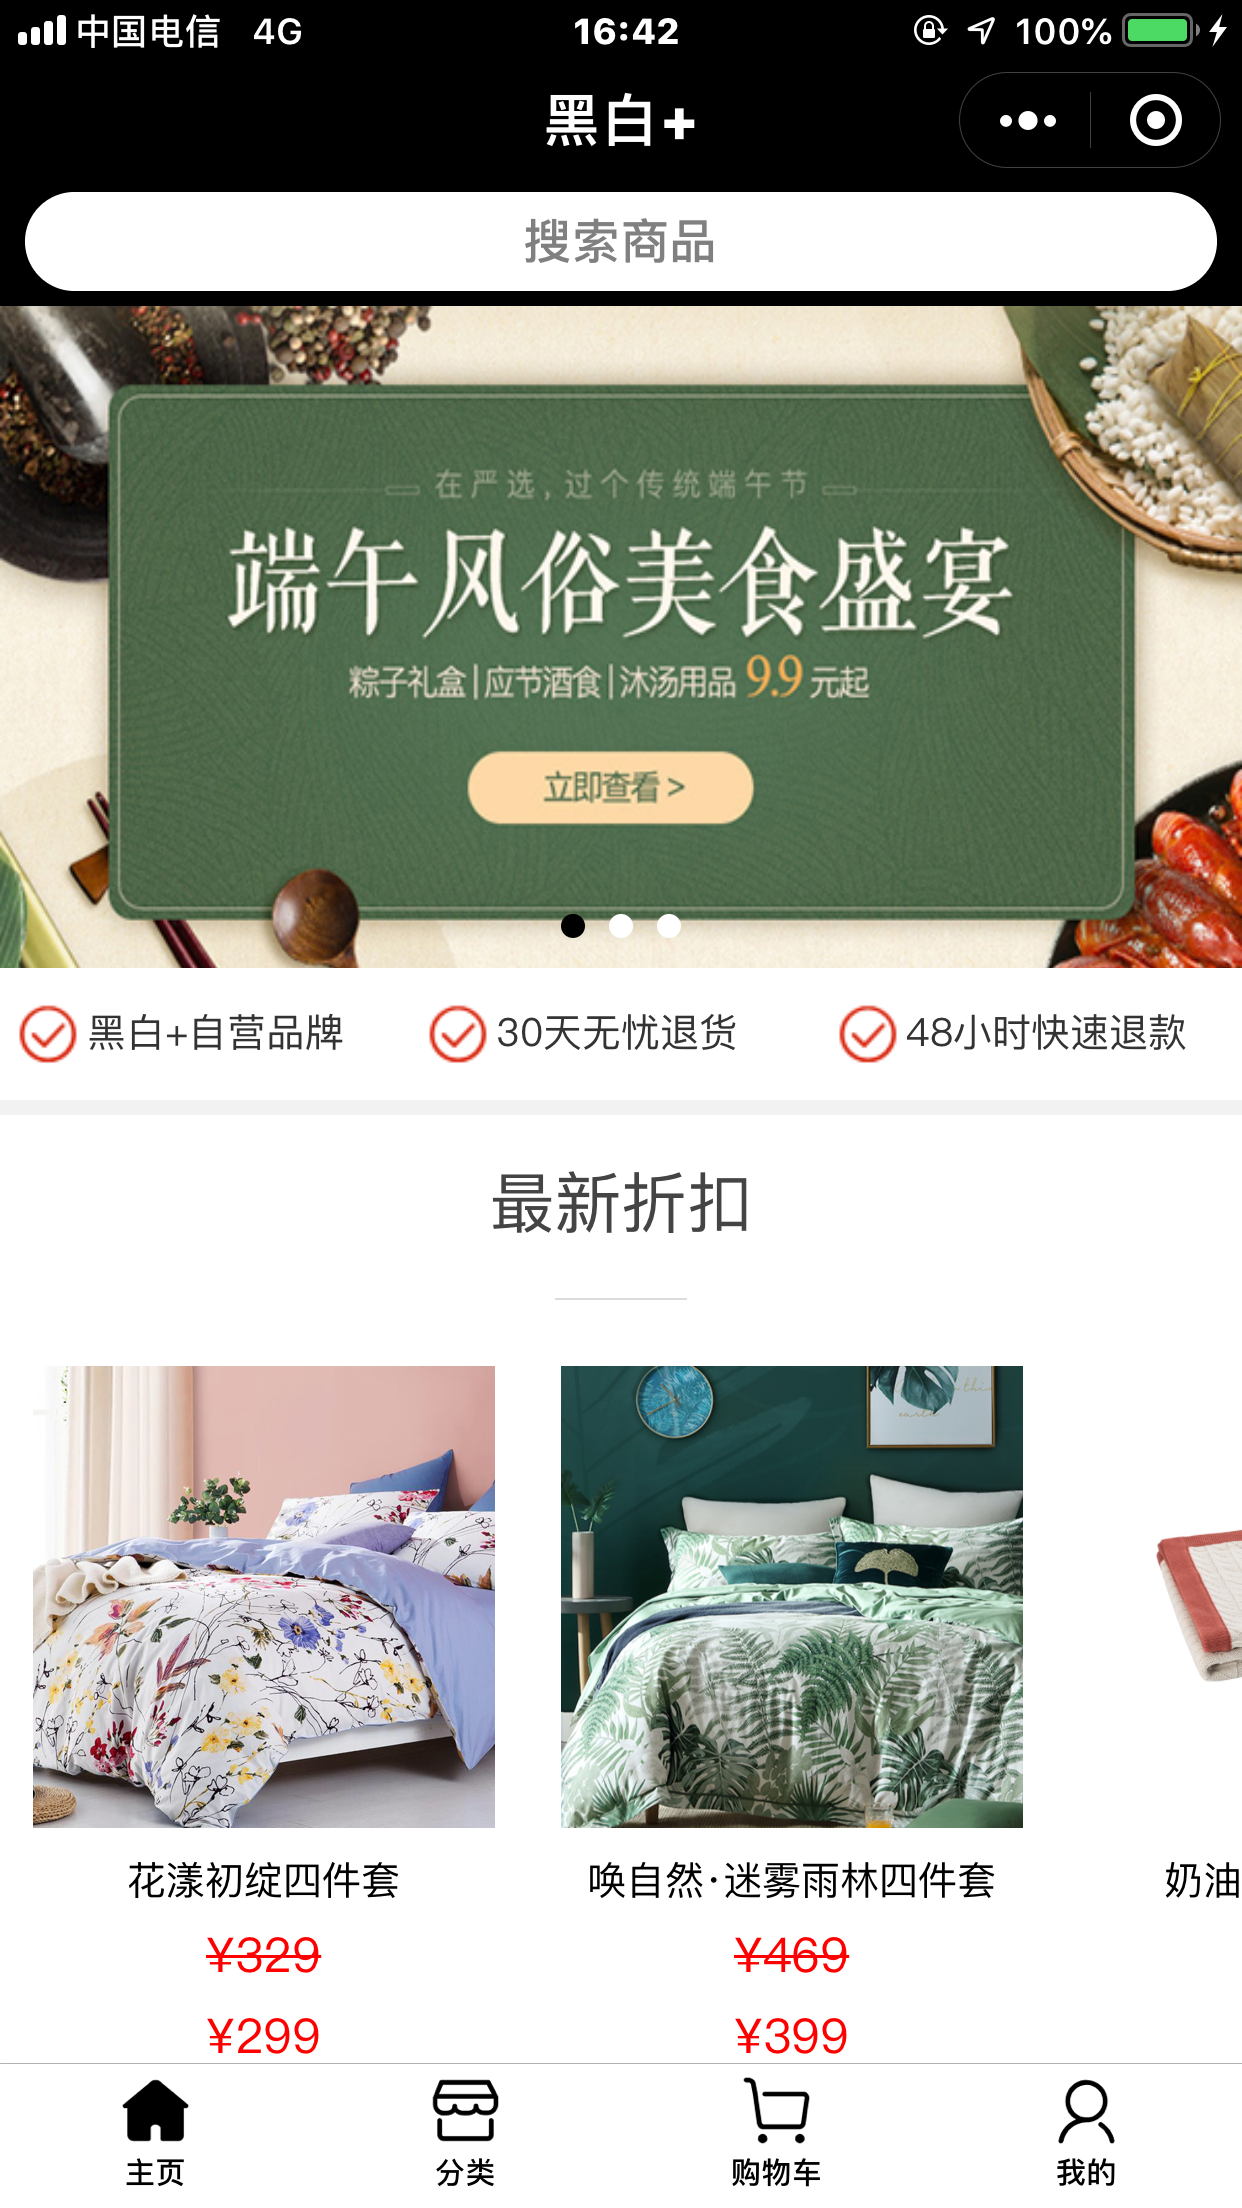 中国电信 4G 16:42 100%
黑白+
搜索商品
在严选，过个传统端午节
端午风俗美食盛宴
粽子礼盒|应节酒食|沐汤用品 9.9 元起
立即查看 >
黑白+自营品牌 30天无忧退货 48小时快速退款
最新折扣
花漾初绽四件套 唤自然·迷雾雨林四件套 奶油
¥329 ¥469
¥299 ¥399
主页 分类 购物车 我的